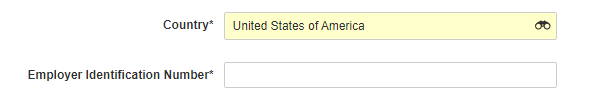 Country* United States of America
Employer Identification Number*